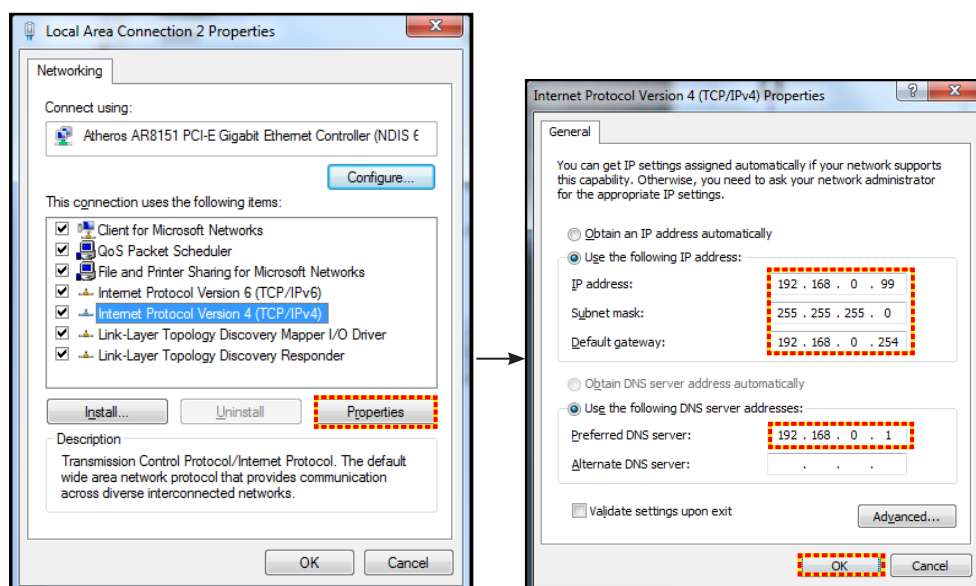 Local Area Connection 2 Properties
Networking
Connect using:
Atheros AR8151 PCI-E Gigabit Ethernet Controller (NDIS 6
Configure...
This connection uses the following items:
Client for Microsoft Networks
QoS Packet Scheduler
File and Printer Sharing for Microsoft Networks
Internet Protocol Version 6 (TCP/IPv6)
Internet Protocol Version 4 (TCP/IPv4)
Link-Layer Topology Discovery Mapper I/O Driver
Link-Layer Topology Discovery Responder
Install...
Uninstall
Properties
Description
Transmission Control Protocol/Internet Protocol. The default
wide area network protocol that provides communication
across diverse interconnected networks.
OK
Cancel
Internet Protocol Version 4 (TCP/IPv4) Properties
General
You can get IP settings assigned automatically if your network supports
this capability. Otherwise, you need to ask your network administrator
for the appropriate IP settings.
Obtain an IP address automatically
Use the following IP address:
IP address: 192 . 168 . 0 . 99
Subnet mask: 255 . 255 . 255 . 0
Default gateway: 192 . 168 . 0 . 254
Obtain DNS server address automatically
Use the following DNS server addresses:
Preferred DNS server: 192 . 168 . 0 . 1
Alternate DNS server: . . .
Validate settings upon exit
Advanced...
OK
Cancel